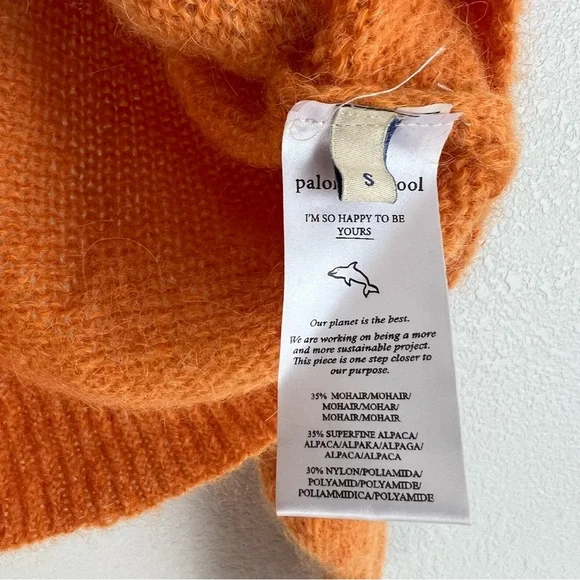 S
I'M SO HAPPY TO BE
YOURS
Our planet is the best.
We are working on being a more
and more sustainable project.
This piece is one step closer to
our purpose.
35% MOHAIR/MOHAIR/
MOHAIR/MOHAR/
MOHAIR/MOHAIR
35% SUPERFINE ALPACA/
ALPACA/ALPAKA/ALPAGA/
ALPACA/ALPACA
30% NYLON/POLIAMIDA/
POLYAMID/POLYAMIDE/
POLIAMMIDICA/POLYAMIDE